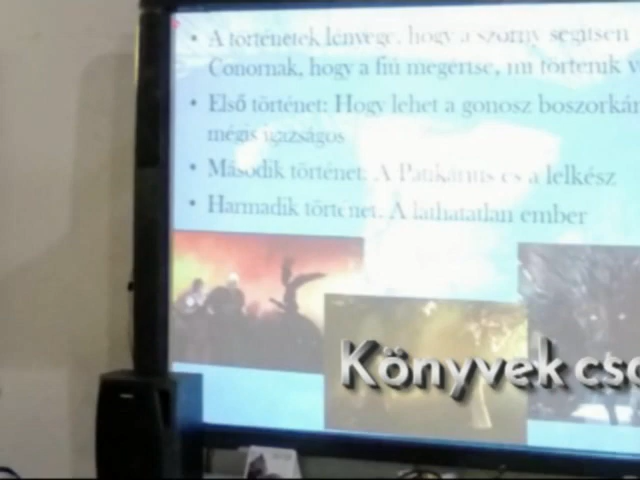 • A történetek lényege, hogy a szörny segítsen
Conornak, hogy a fiú megértse, mi történik
• Első történet: Hogy lehet a gonosz boszorkán
mégis igazságos
• Második történet: A Patikárius és a lelkész
• Harmadik történet: A láthatatlan ember
Könyvek cso